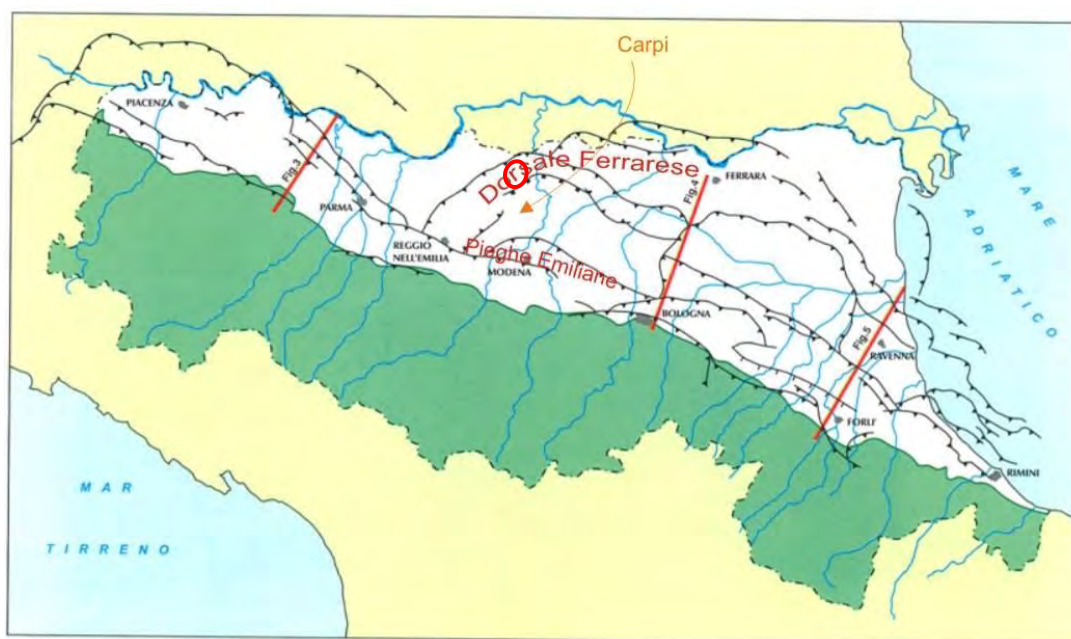 Carpi
PIACENZA
Fig.3
Dorsale Ferrarese
Fig.4
FERRARA
MARE
ADRIATICO
PARMA
REGGIO
NELL'EMILIA
Pieghe Emiliane
MODENA
BOLOGNA
Fig.5
RAVENNA
FORLI'
RIMINI
MAR
TIRRENO